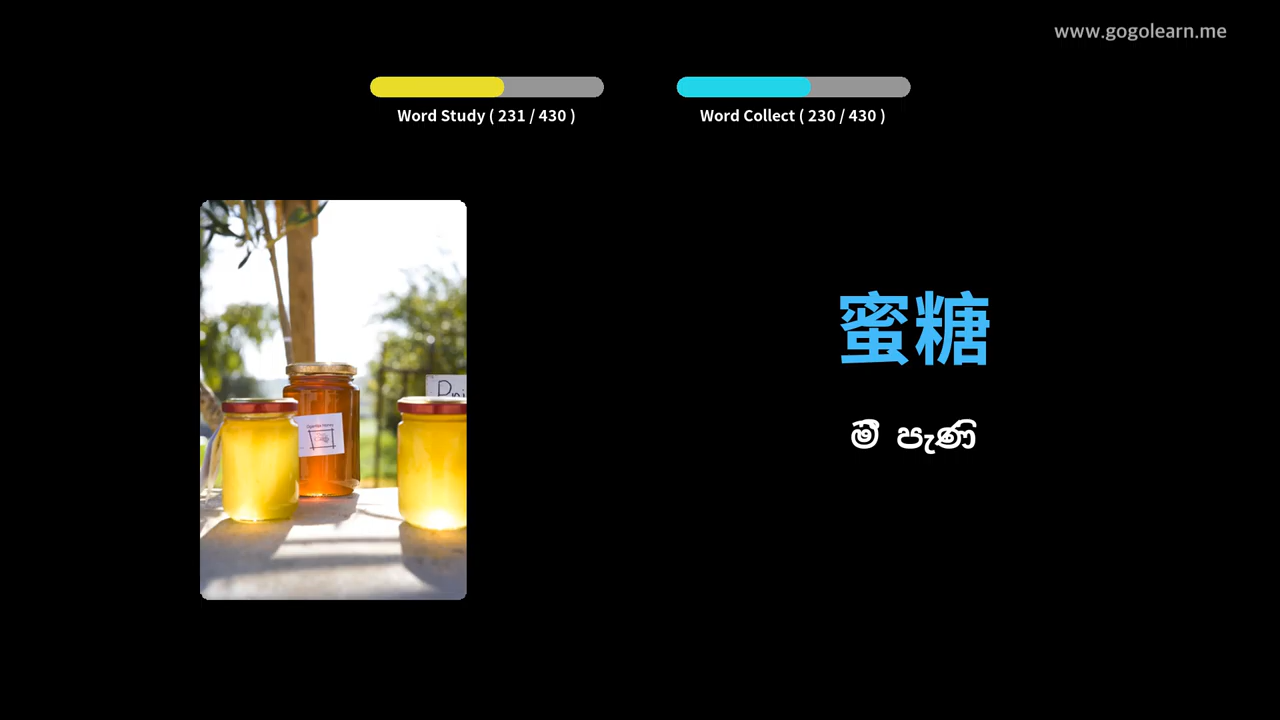 www.gogolearn.me
Word Study ( 231 / 430 )
Word Collect ( 230 / 430 )
蜜糖
මී පැණි